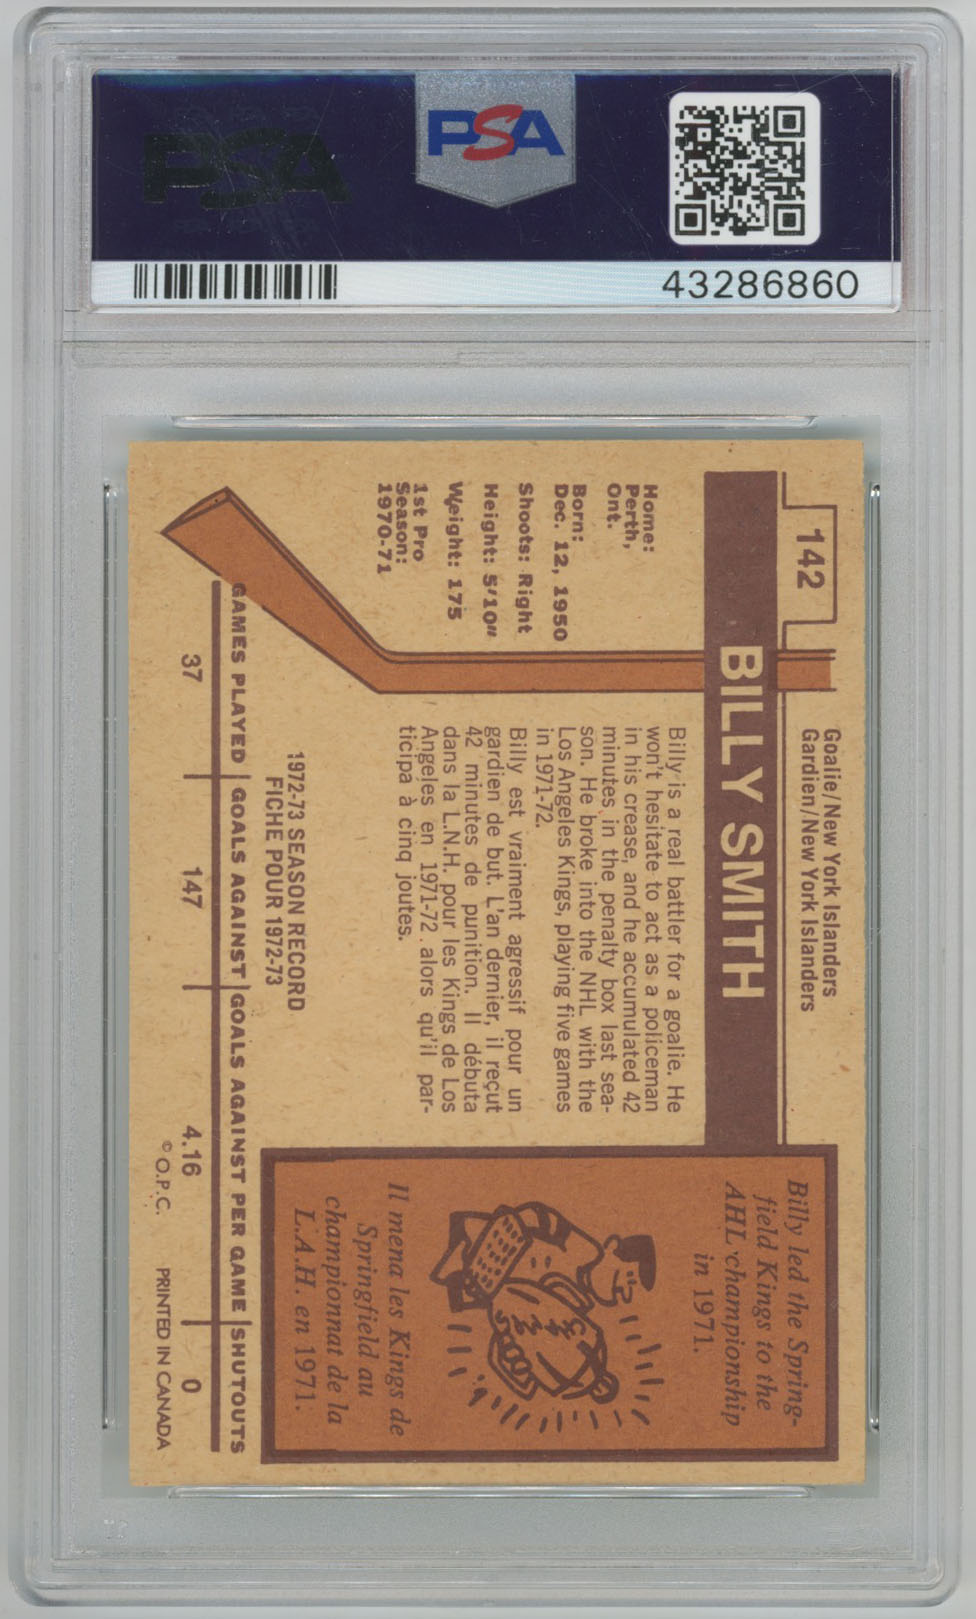 PSA
PSA
43286860
142
Goalie/New York Islanders
Gardien/New York Islanders
BILLY SMITH
Home:
Perth,
Ont.
Born:
Dec. 12, 1950
Shoots: Right
Height: 5'10"
Weight: 175
1st Pro
Season:
1970-71
Billy is a real battler for a goalie. He
won't hesitate to act as a policeman
in his crease, and he accumulated 42
minutes in the penalty box last sea-
son. He broke into the NHL with the
Los Angeles Kings, playing five games
in 1971-72.
Billy est vraiment agressif pour un
gardien de but. L'an dernier, il reçut
42 minutes de punition. Il débuta
dans la L.N.H. pour les Kings de Los
Angeles en 1971-72 alors qu'il par-
ticipa à cinq joutes.
Billy led the Spring-
field Kings to the
AHL championship
in 1971.
Il mena les Kings de
Springfield au
championnat de la
L.A.H. en 1971.
1972-73 SEASON RECORD
FICHE POUR 1972-73
GAMES PLAYED GOALS AGAINST GOALS AGAINST PER GAME SHUTOUTS
37 147 4.16 0
© O.P.C. PRINTED IN CANADA